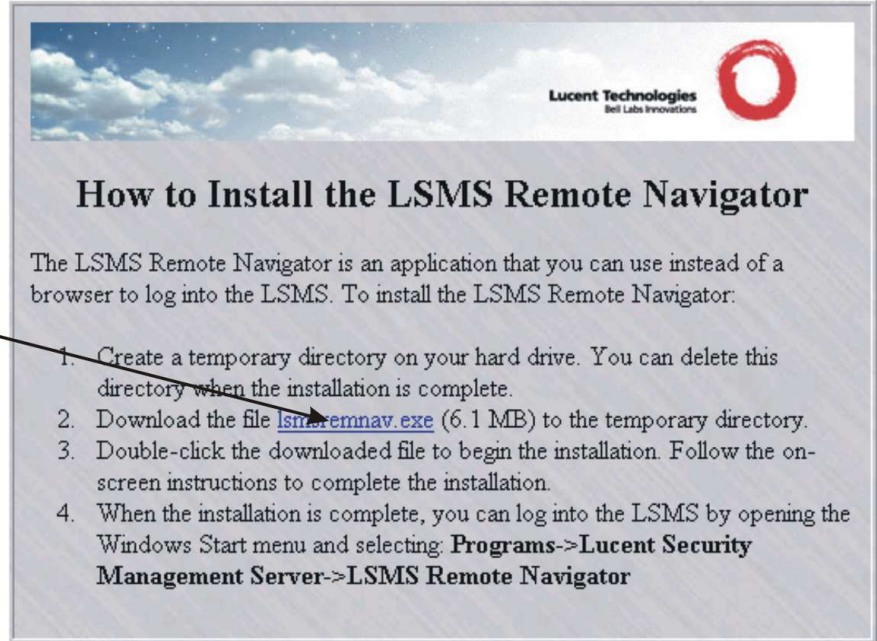 Lucent Technologies
Bell Labs Innovations
How to Install the LSMS Remote Navigator
The LSMS Remote Navigator is an application that you can use instead of a
browser to log into the LSMS. To install the LSMS Remote Navigator:
1. Create a temporary directory on your hard drive. You can delete this
directory when the installation is complete.
2. Download the file lsmsremnav.exe (6.1 MB) to the temporary directory.
3. Double-click the downloaded file to begin the installation. Follow the on-
screen instructions to complete the installation.
4. When the installation is complete, you can log into the LSMS by opening the
Windows Start menu and selecting: Programs->Lucent Security
Management Server->LSMS Remote Navigator